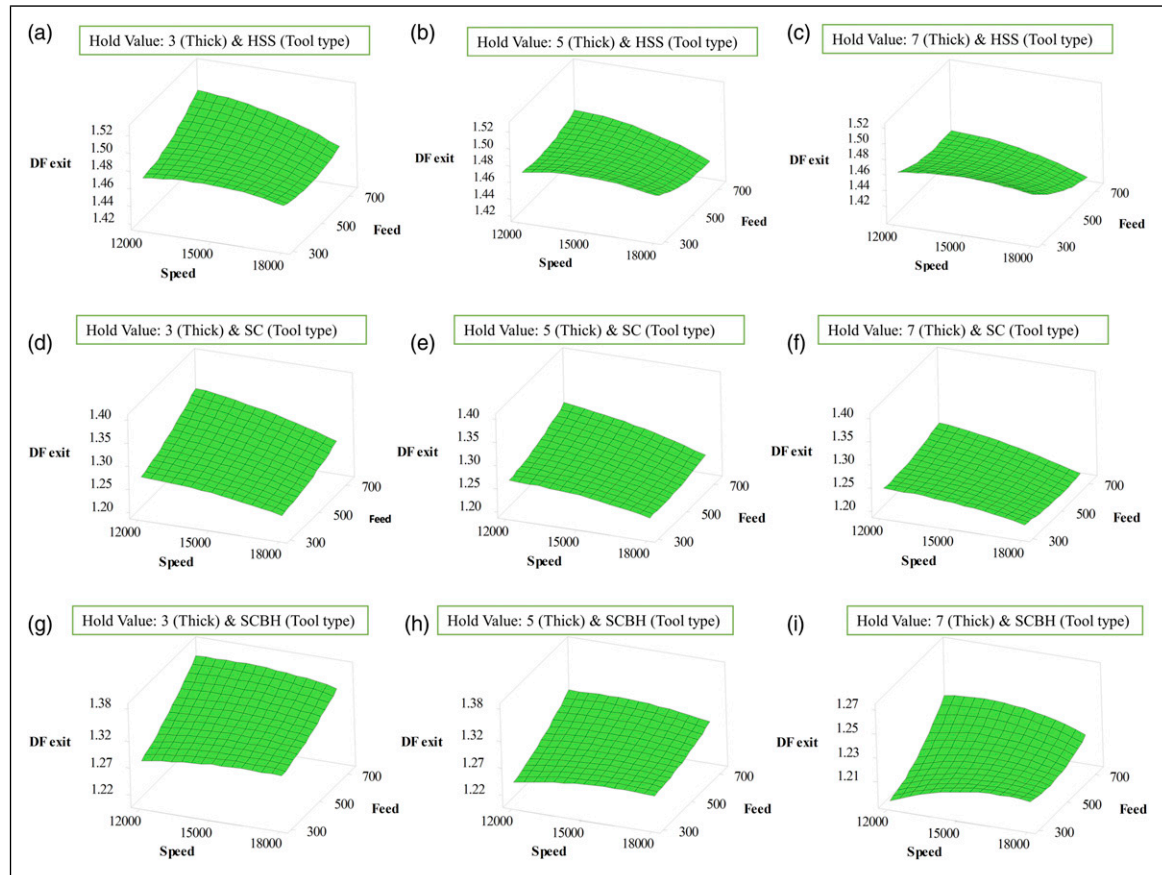 (a)
Hold Value: 3 (Thick) & HSS (Tool type)
1.52
1.50
1.48
1.46
1.44
1.42
DF exit
12000
15000
18000
Speed
300
500
700
Feed
(b)
Hold Value: 5 (Thick) & HSS (Tool type)
1.52
1.50
1.48
1.46
1.44
1.42
DF exit
12000
15000
18000
Speed
300
500
700
Feed
(c)
Hold Value: 7 (Thick) & HSS (Tool type)
1.52
1.50
1.48
1.46
1.44
1.42
DF exit
12000
15000
18000
Speed
300
500
700
Feed
(d)
Hold Value: 3 (Thick) & SC (Tool type)
1.40
1.35
1.30
1.25
1.20
DF exit
12000
15000
18000
Speed
300
500
700
Feed
(e)
Hold Value: 5 (Thick) & SC (Tool type)
1.40
1.35
1.30
1.25
1.20
DF exit
12000
15000
18000
Speed
300
500
700
Feed
(f)
Hold Value: 7 (Thick) & SC (Tool type)
1.40
1.35
1.30
1.25
1.20
DF exit
12000
15000
18000
Speed
300
500
700
Feed
(g)
Hold Value: 3 (Thick) & SCBH (Tool type)
1.38
1.32
1.27
1.22
DF exit
12000
15000
18000
Speed
300
500
700
Feed
(h)
Hold Value: 5 (Thick) & SCBH (Tool type)
1.38
1.32
1.27
1.22
DF exit
12000
15000
18000
Speed
300
500
700
Feed
(i)
Hold Value: 7 (Thick) & SCBH (Tool type)
1.27
1.25
1.23
1.21
DF exit
12000
15000
18000
Speed
300
500
700
Feed